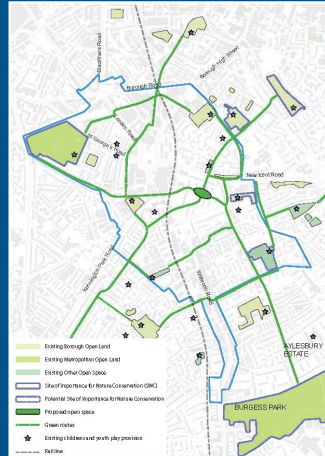 Blackfriars Road
Borough High Street
Borough Road
London Road
St George's Road
New Kent Road
Kennington Park Road
Walworth Road
AYLESBURY
ESTATE
BURGESS PARK
Existing Borough Open Land
Existing Metropolitan Open Land
Existing Other Open Space
Site of Importance for Nature Conservation (SINC)
Potential Site of Importance for Nature Conservation
Proposed open space
Green routes
Existing children and youth play provision
Rail line